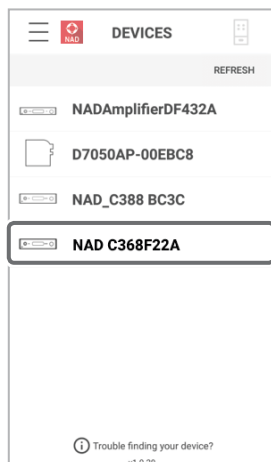 NAD
DEVICES
REFRESH
NADAmplifierDF432A
D7050AP-00EBC8
NAD_C388 BC3C
NAD C368F22A
Trouble finding your device?